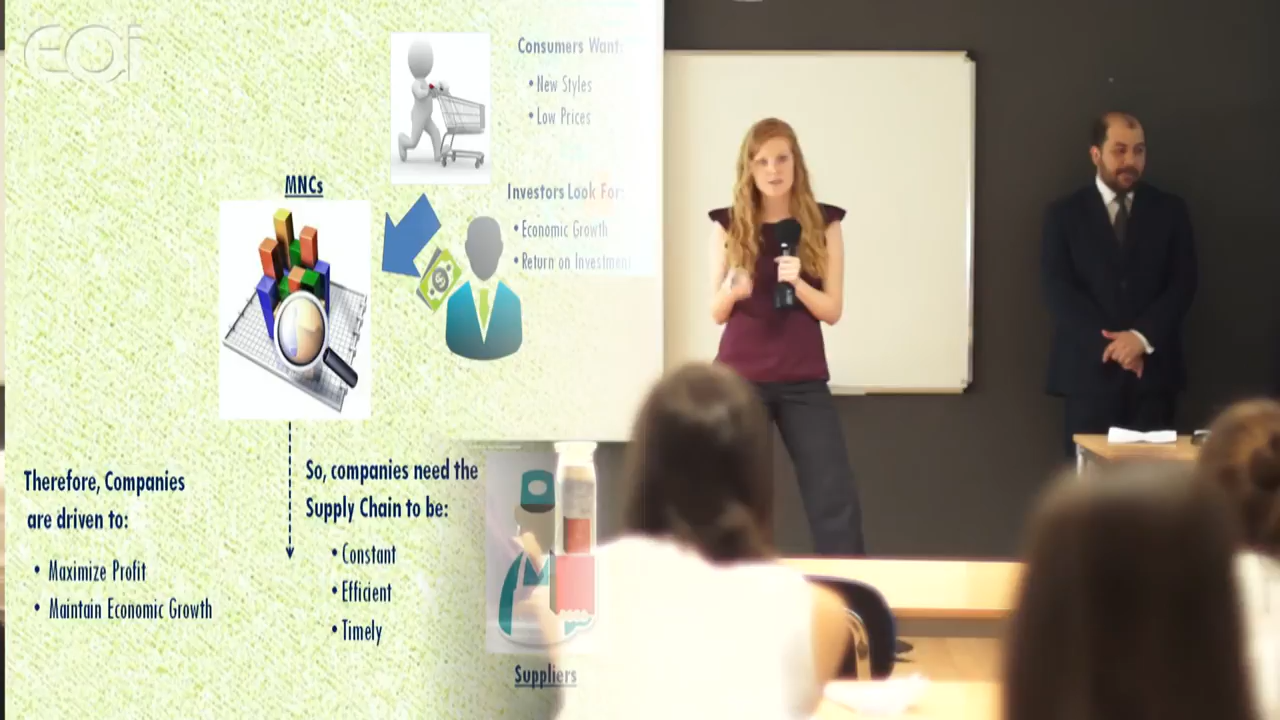 EQI
Consumers Want:
• New Styles
• Low Prices
MNCs
Investors Look For:
• Economic Growth
• Return on Investment
Therefore, Companies
are driven to:
• Maximize Profit
• Maintain Economic Growth
So, companies need the
Supply Chain to be:
• Constant
• Efficient
• Timely
Suppliers